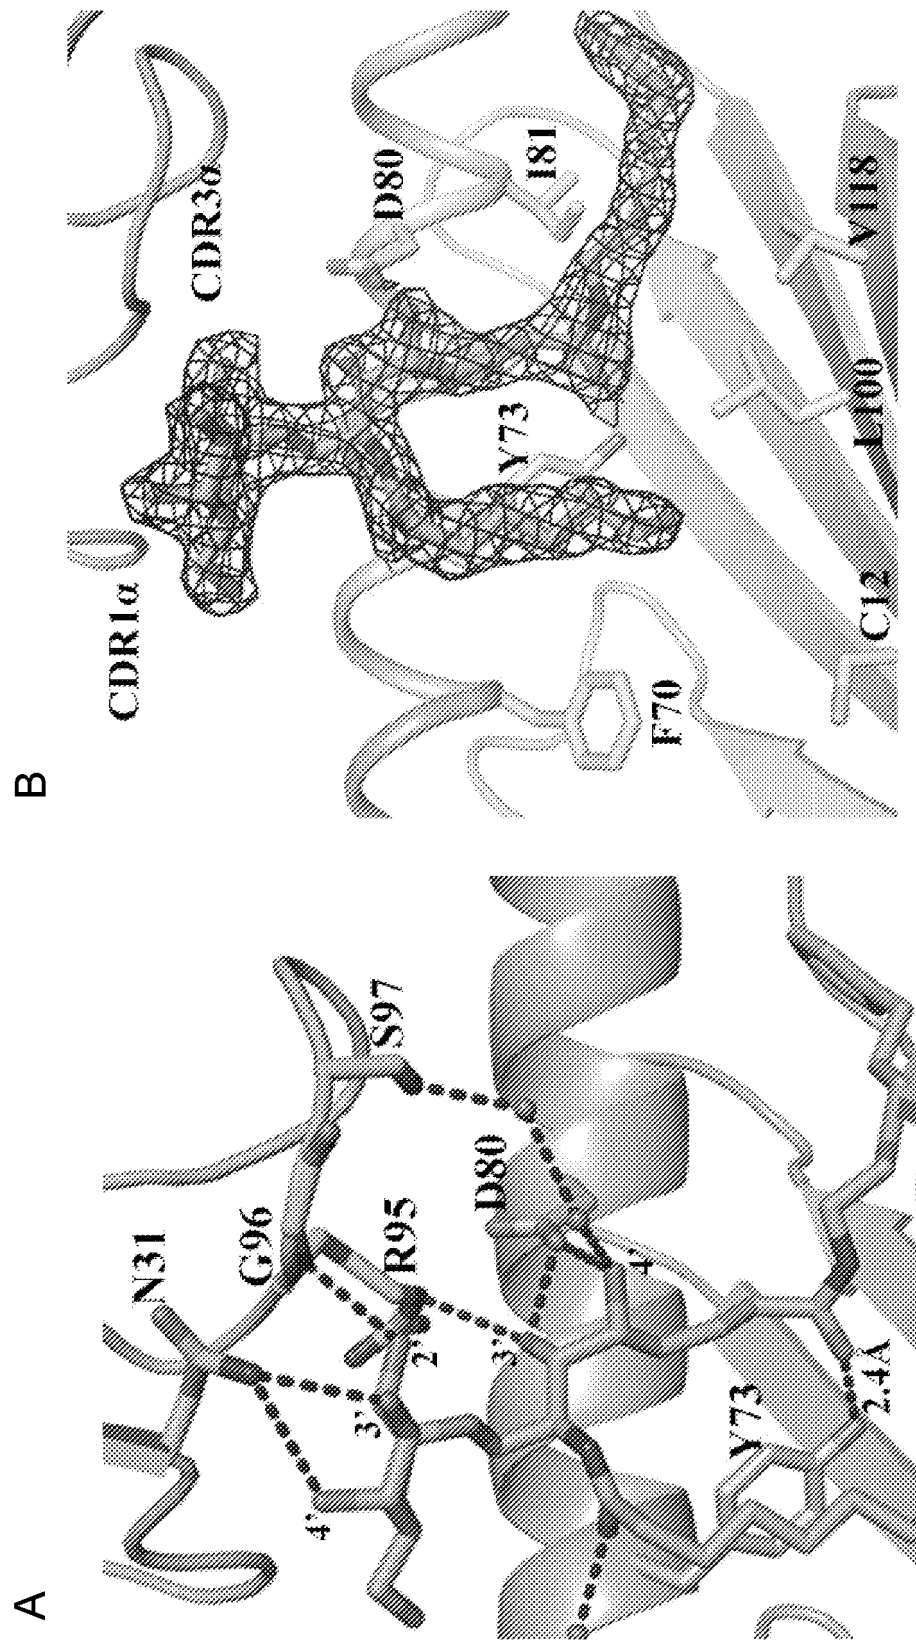 A
N31
G96
S97
R95
D80
4'
3'
2'
3'
4'
Y73
2.4Å
B
CDR1α
CDR3α
D80
I81
Y73
F70
C12
L100
V118